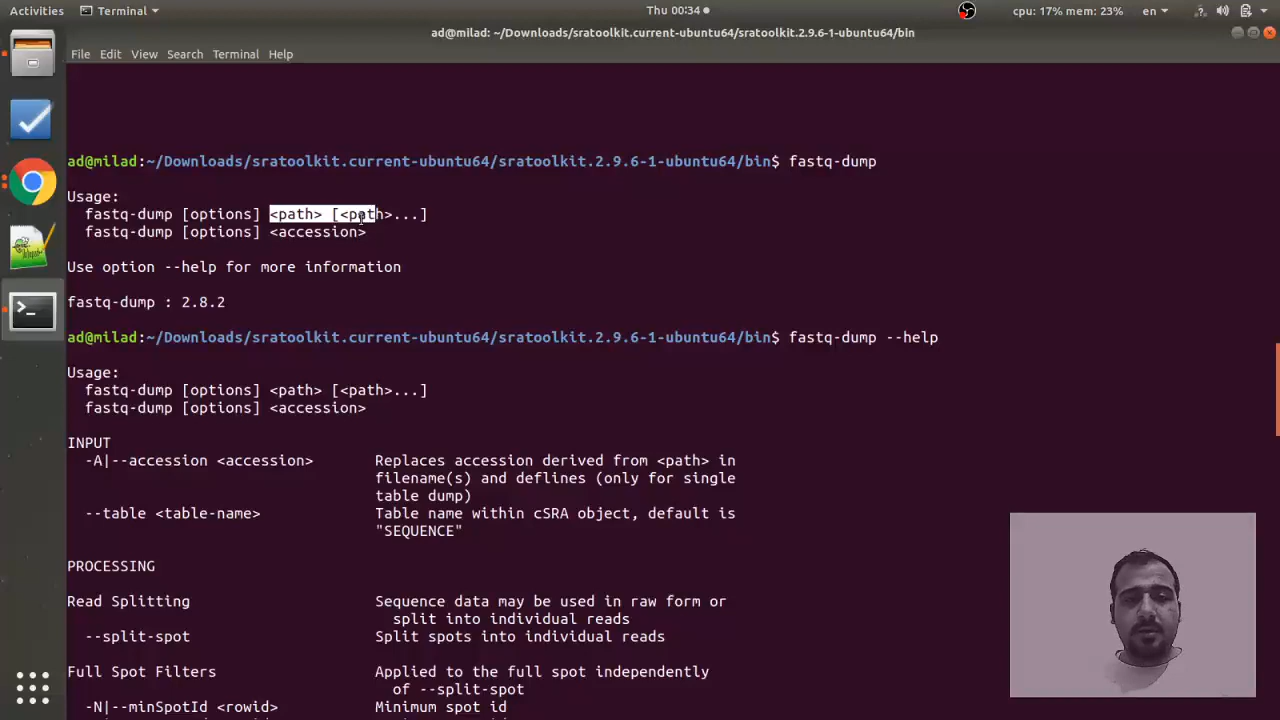 Activities Terminal Thu 00:34 cpu: 17% mem: 23% en
ad@milad: ~/Downloads/sratoolkit.current-ubuntu64/sratoolkit.2.9.6-1-ubuntu64/bin
File Edit View Search Terminal Help
ad@milad:~/Downloads/sratoolkit.current-ubuntu64/sratoolkit.2.9.6-1-ubuntu64/bin$ fastq-dump
Usage:
fastq-dump [options] <path> [<path>...]
fastq-dump [options] <accession>
Use option --help for more information
fastq-dump : 2.8.2
ad@milad:~/Downloads/sratoolkit.current-ubuntu64/sratoolkit.2.9.6-1-ubuntu64/bin$ fastq-dump --help
Usage:
fastq-dump [options] <path> [<path>...]
fastq-dump [options] <accession>
INPUT
-A|--accession <accession> Replaces accession derived from <path> in
filename(s) and deflines (only for single
table dump)
--table <table-name> Table name within cSRA object, default is
"SEQUENCE"
PROCESSING
Read Splitting Sequence data may be used in raw form or
split into individual reads
--split-spot Split spots into individual reads
Full Spot Filters Applied to the full spot independently
of --split-spot
-N|--minSpotId <rowid> Minimum spot id